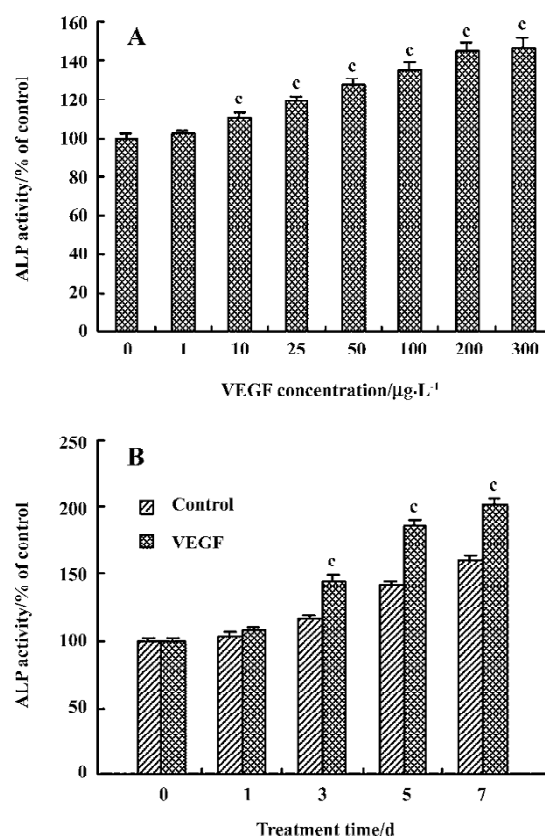 A
160
140
120
100
80
60
40
20
0
c
c
c
c
c
c
ALP activity/% of control
0 1 10 25 50 100 200 300
VEGF concentration/μg·L⁻¹
B
250
200
150
100
50
0
Control
VEGF
c
c
c
ALP activity/% of control
0 1 3 5 7
Treatment time/d